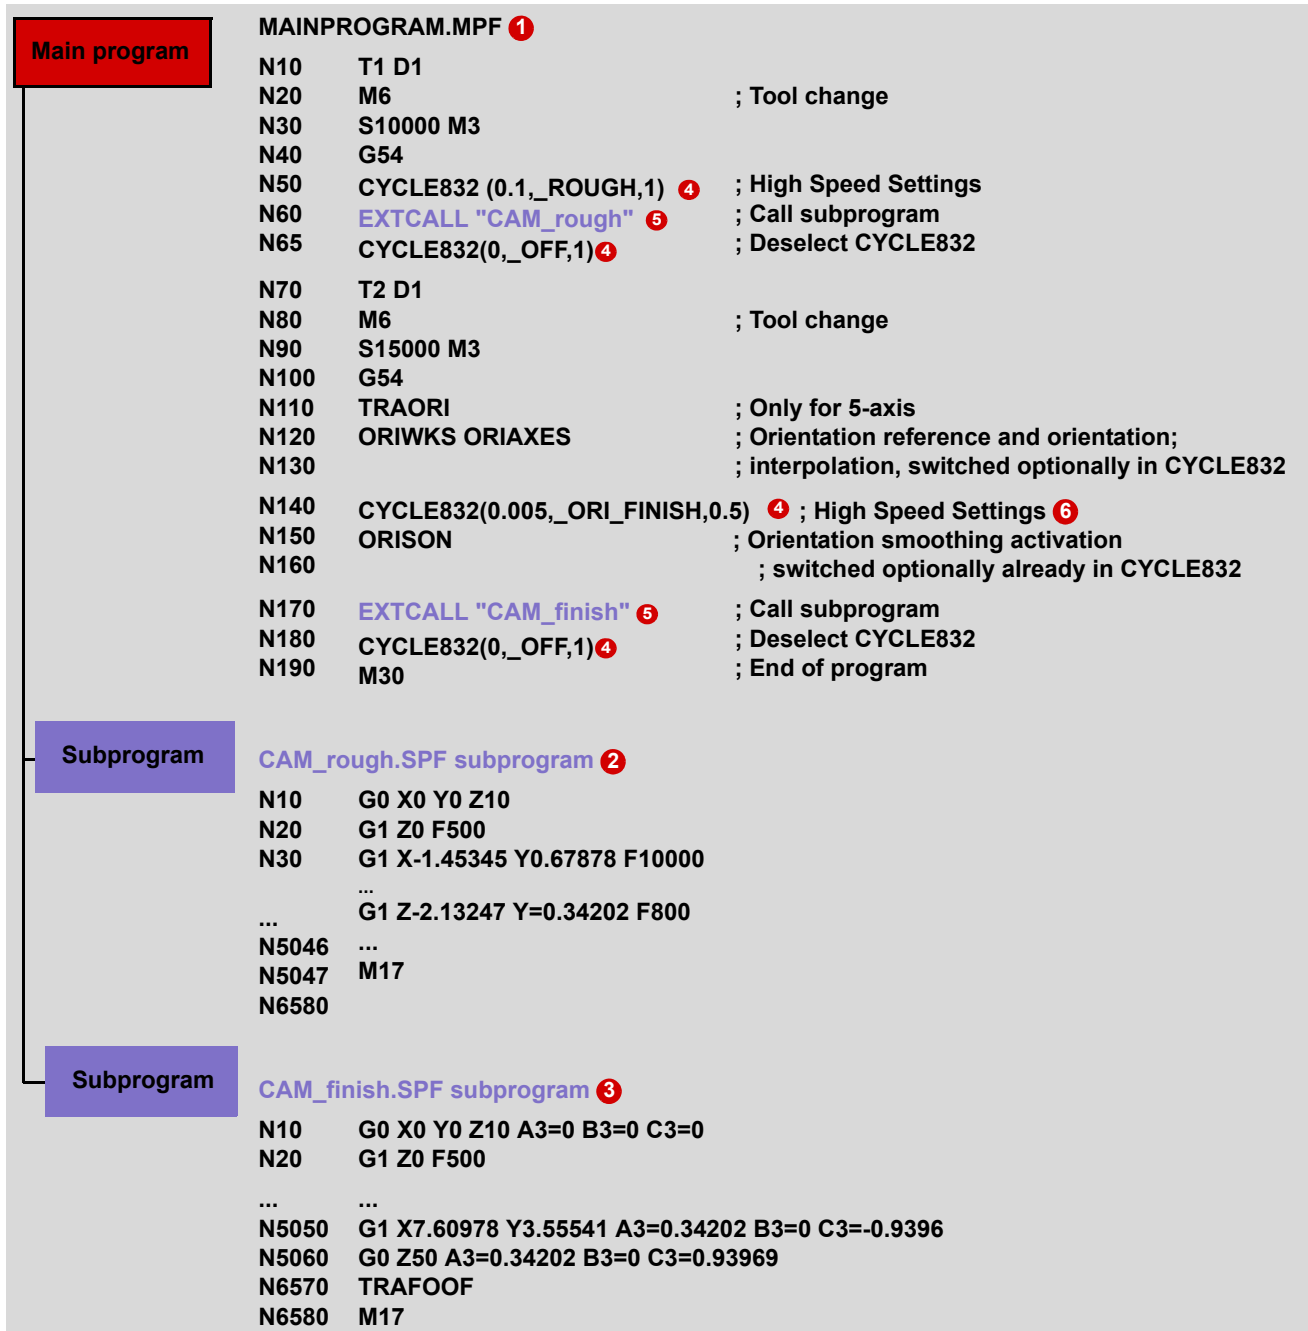 Main program
MAINPROGRAM.MPF 1
N10 T1 D1
N20 M6 ; Tool change
N30 S10000 M3
N40 G54
N50 CYCLE832 (0.1,_ROUGH,1) 4 ; High Speed Settings
N60 EXTCALL "CAM_rough" 5 ; Call subprogram
N65 CYCLE832(0,_OFF,1) 4 ; Deselect CYCLE832
N70 T2 D1
N80 M6 ; Tool change
N90 S15000 M3
N100 G54
N110 TRAORI ; Only for 5-axis
N120 ORIWKS ORIAXES ; Orientation reference and orientation;
N130 ; interpolation, switched optionally in CYCLE832
N140 CYCLE832(0.005,_ORI_FINISH,0.5) 4 ; High Speed Settings 6
N150 ORISON ; Orientation smoothing activation
N160 ; switched optionally already in CYCLE832
N170 EXTCALL "CAM_finish" 5 ; Call subprogram
N180 CYCLE832(0,_OFF,1) 4 ; Deselect CYCLE832
N190 M30 ; End of program
Subprogram
CAM_rough.SPF subprogram 2
N10 G0 X0 Y0 Z10
N20 G1 Z0 F500
N30 G1 X-1.45345 Y0.67878 F10000
...
... G1 Z-2.13247 Y=0.34202 F800
N5046 ...
N5047 M17
N6580
Subprogram
CAM_finish.SPF subprogram 3
N10 G0 X0 Y0 Z10 A3=0 B3=0 C3=0
N20 G1 Z0 F500
... ...
N5050 G1 X7.60978 Y3.55541 A3=0.34202 B3=0 C3=-0.9396
N5060 G0 Z50 A3=0.34202 B3=0 C3=0.93969
N6570 TRAFOOF
N6580 M17